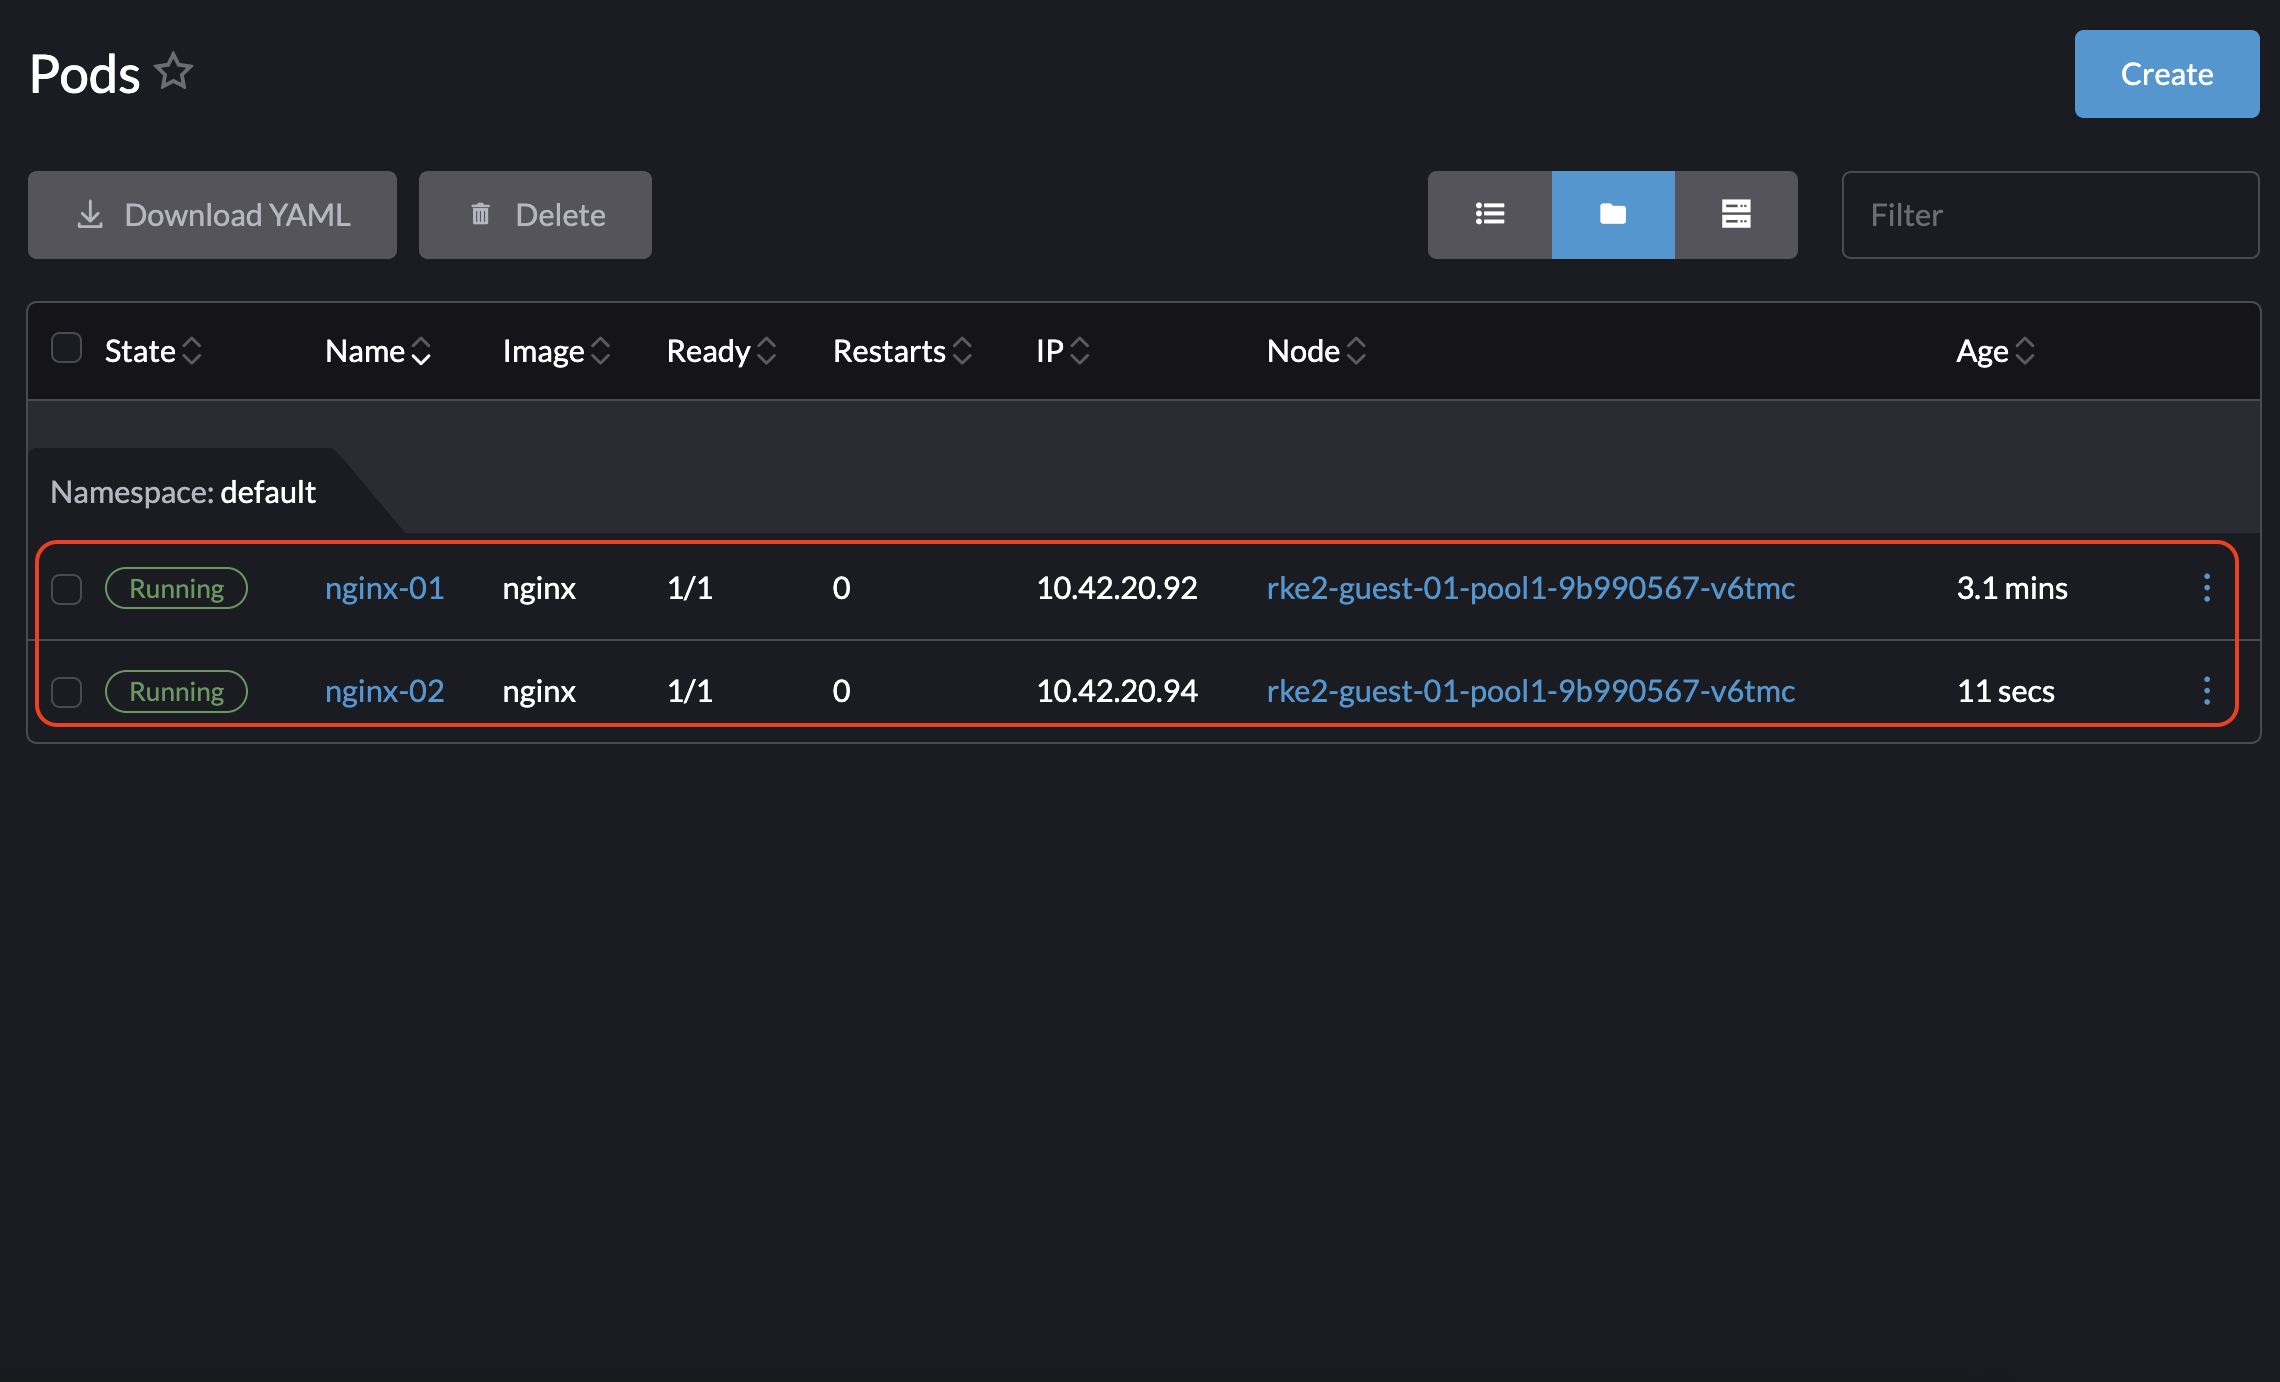 Pods
Create
Download YAML Delete Filter
State Name Image Ready Restarts IP Node Age
Namespace: default
Running nginx-01 nginx 1/1 0 10.42.20.92 rke2-guest-01-pool1-9b990567-v6tmc 3.1 mins
Running nginx-02 nginx 1/1 0 10.42.20.94 rke2-guest-01-pool1-9b990567-v6tmc 11 secs